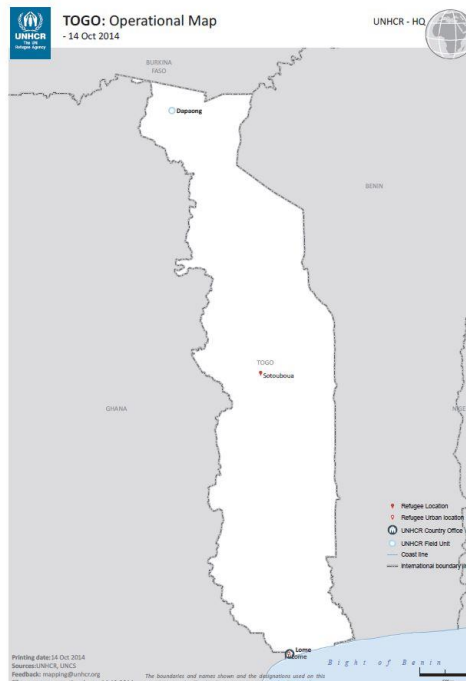 UNHCR
The UN
Refugee Agency
TOGO: Operational Map
- 14 Oct 2014
UNHCR - HQ
BURKINA
FASO
Dapaong
BENIN
TOGO
Sotouboua
GHANA
Refugee Location
Refugee Urban location
UNHCR Country Office
UNHCR Field Unit
Coast line
International boundary
Lome
Bight of Benin
Printing date:14 Oct 2014
Sources:UNHCR, UNCS
Feedback: mapping@unhcr.org
The boundaries and names shown and the designations used on this